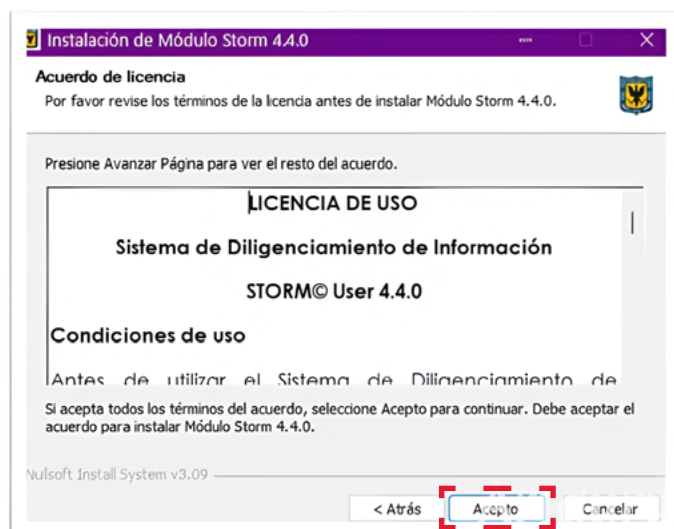 Instalación de Módulo Storm 4.4.0
Acuerdo de licencia
Por favor revise los términos de la licencia antes de instalar Módulo Storm 4.4.0.
Presione Avanzar Página para ver el resto del acuerdo.
LICENCIA DE USO
Sistema de Diligenciamiento de Información
STORM© User 4.4.0
Condiciones de uso
Antes de utilizar el Sistema de Diligenciamiento de
Si acepta todos los términos del acuerdo, seleccione Acepto para continuar. Debe aceptar el
acuerdo para instalar Módulo Storm 4.4.0.
Nulsoft Install System v3.09
< Atrás Acepto Cancelar